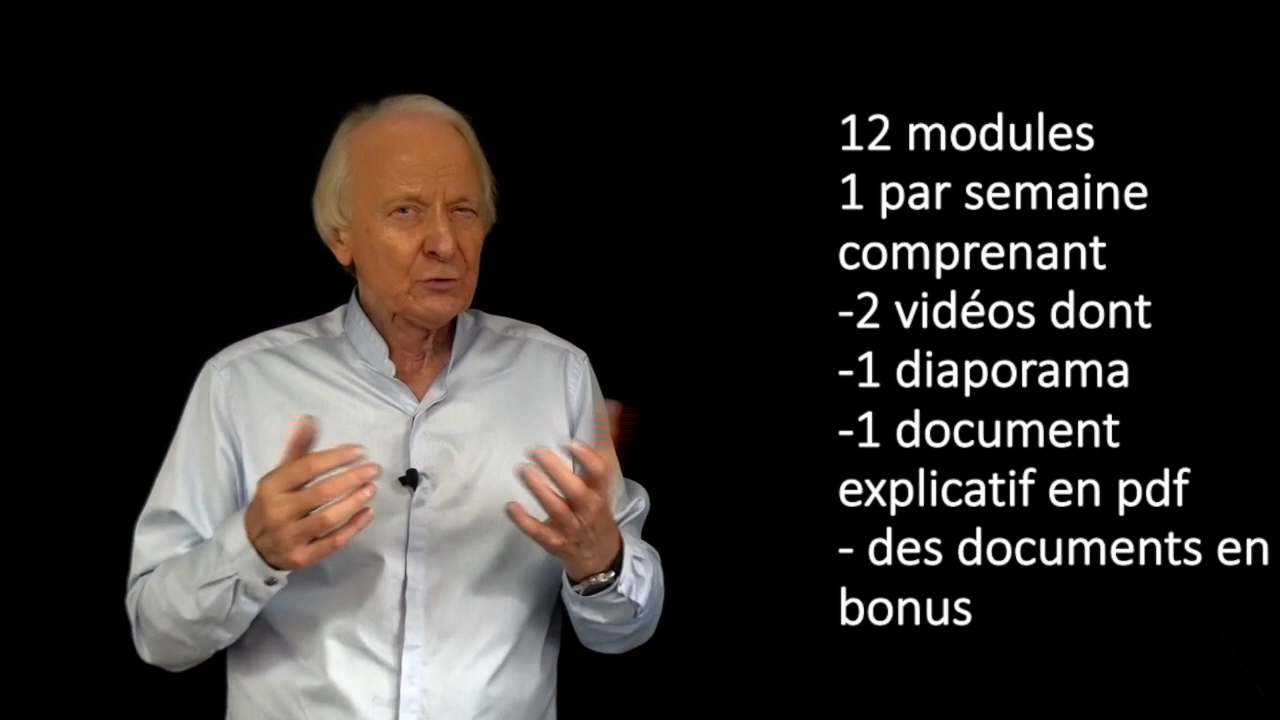 12 modules
1 par semaine
comprenant
-2 vidéos dont
-1 diaporama
-1 document
explicatif en pdf
- des documents en
bonus